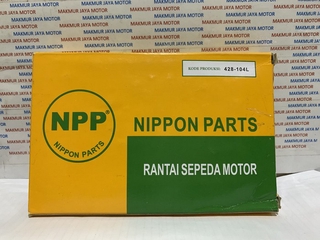 MAKMUR JAYA MOTOR
KODE PRODUKSI: 428-104L
NPP
NIPPON PARTS
NIPPON PARTS
RANTAI SEPEDA MOTOR